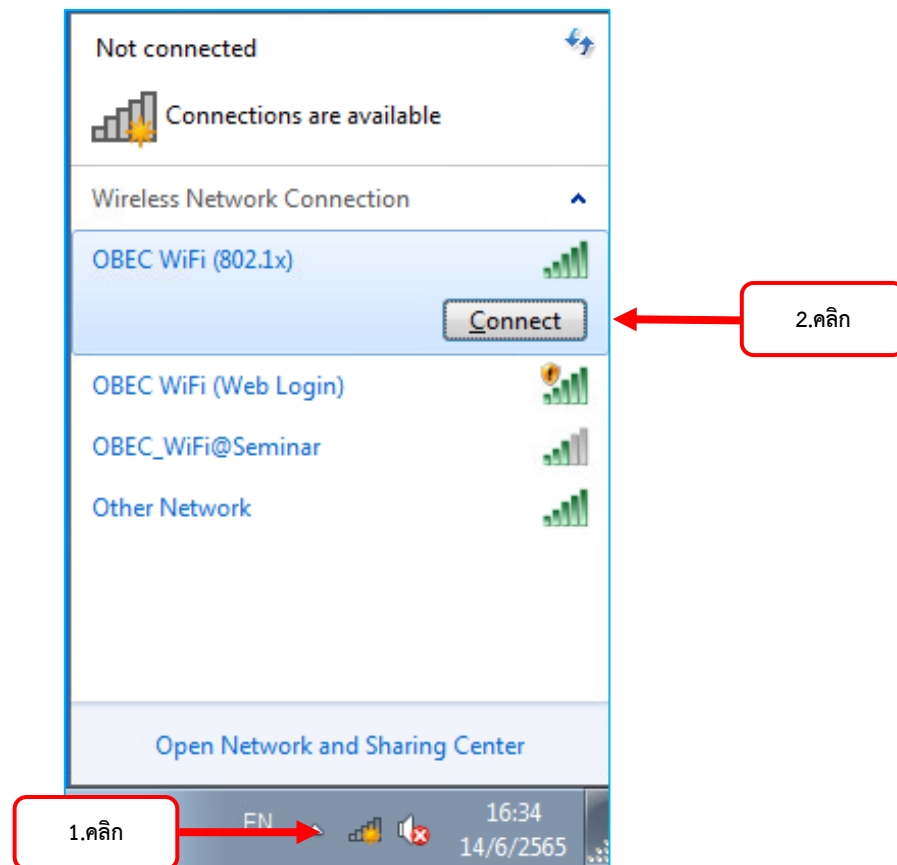 Not connected
Connections are available
Wireless Network Connection
OBEC WiFi (802.1x)
Connect
2.คลิก
OBEC WiFi (Web Login)
OBEC_WiFi@Seminar
Other Network
Open Network and Sharing Center
1.คลิก
EN
16:34
14/6/2565